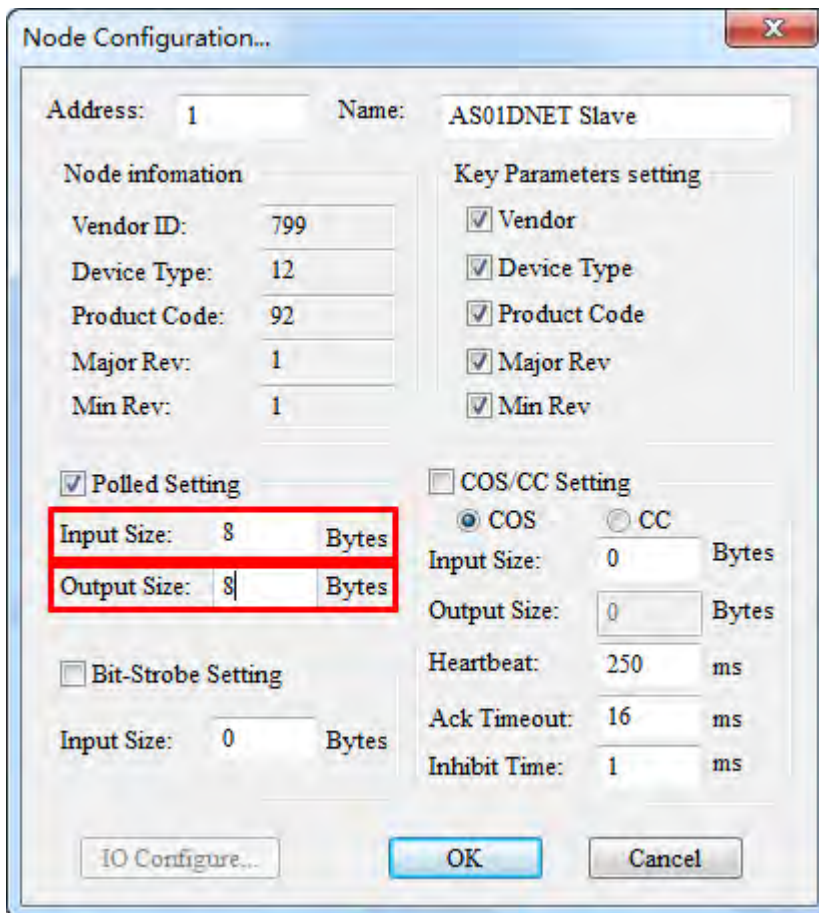 Node Configuration...
Address: 1 Name: AS01DNET Slave
Node infomation
Vendor ID: 799
Device Type: 12
Product Code: 92
Major Rev: 1
Min Rev: 1
Key Parameters setting
Vendor
Device Type
Product Code
Major Rev
Min Rev
Polled Setting
Input Size: 8 Bytes
Output Size: 8 Bytes
Bit-Strobe Setting
Input Size: 0 Bytes
COS/CC Setting
COS CC
Input Size: 0 Bytes
Output Size: 0 Bytes
Heartbeat: 250 ms
Ack Timeout: 16 ms
Inhibit Time: 1 ms
IO Configure... OK Cancel